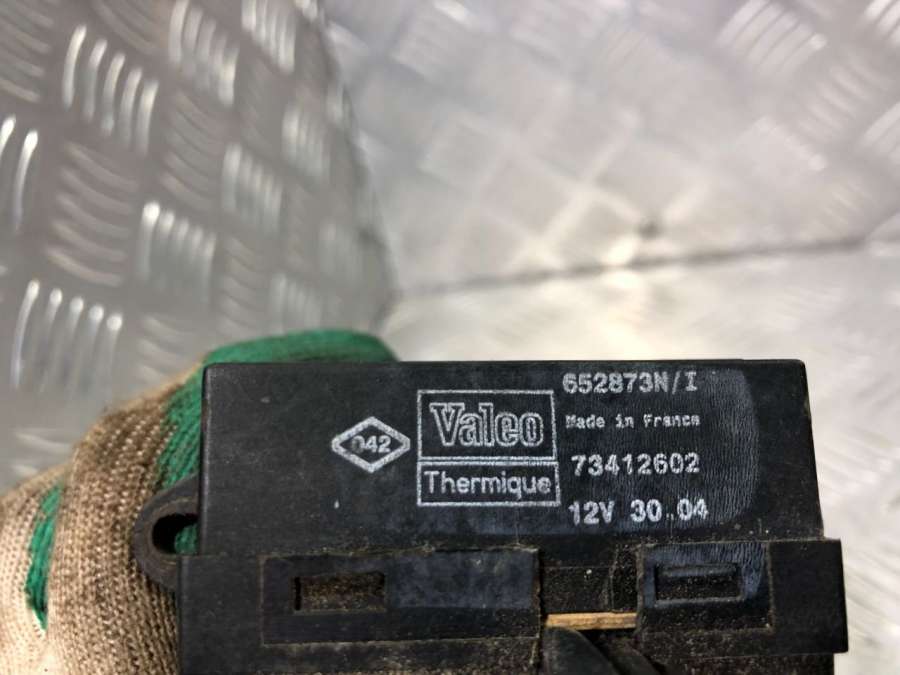 042
Valeo
Thermique
652873N/I
Made in France
73412602
12V 30.04